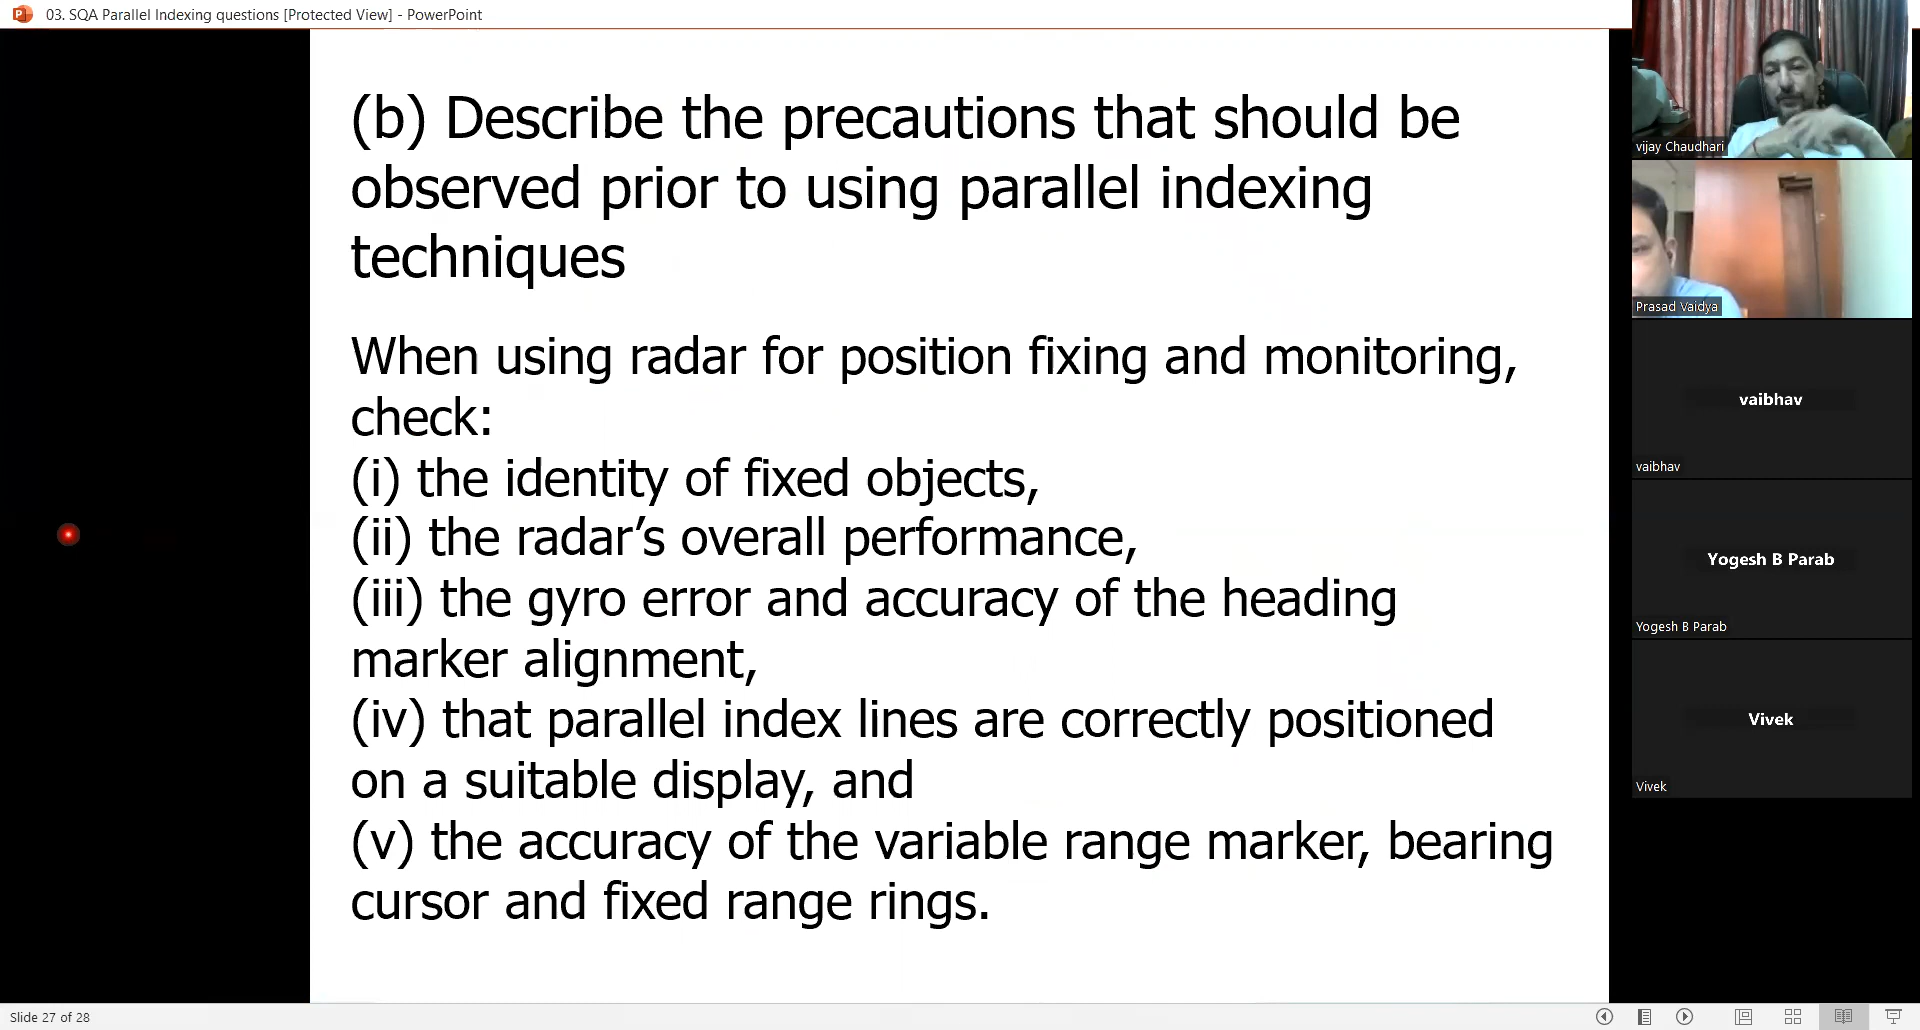 03. SQA Parallel Indexing questions [Protected View] - PowerPoint
(b) Describe the precautions that should be
observed prior to using parallel indexing
techniques
When using radar for position fixing and monitoring,
check:
(i) the identity of fixed objects,
(ii) the radar’s overall performance,
(iii) the gyro error and accuracy of the heading
marker alignment,
(iv) that parallel index lines are correctly positioned
on a suitable display, and
(v) the accuracy of the variable range marker, bearing
cursor and fixed range rings.
vijay Chaudhari
Prasad Vaidya
vaibhav
vaibhav
Yogesh B Parab
Yogesh B Parab
Vivek
Vivek
Slide 27 of 28